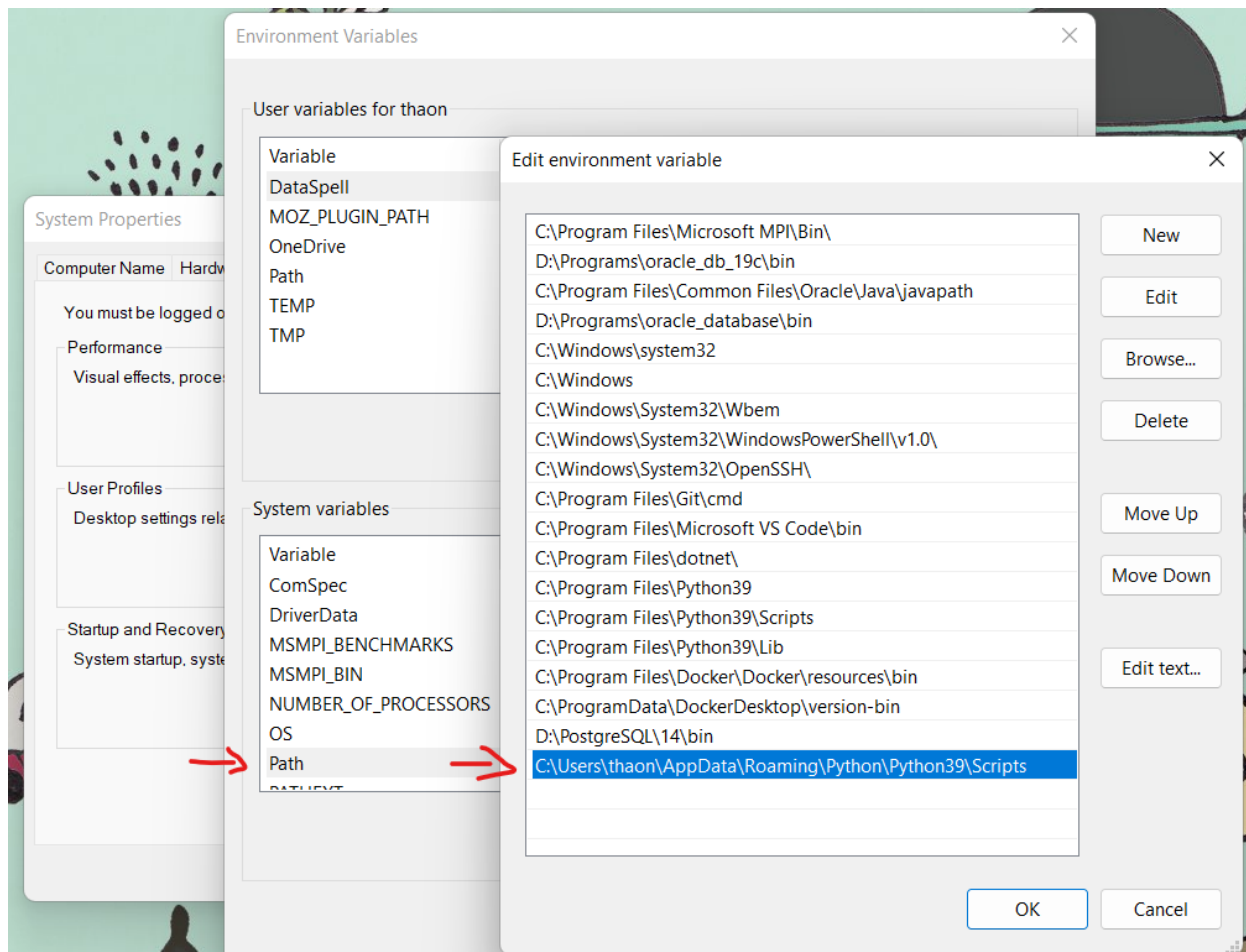 Environment Variables
User variables for thaon
Variable
DataSpell
MOZ_PLUGIN_PATH
OneDrive
Path
TEMP
TMP
System variables
Variable
ComSpec
DriverData
MSMPI_BENCHMARKS
MSMPI_BIN
NUMBER_OF_PROCESSORS
OS
Path
PATHEXT
System Properties
Computer Name Hardw
You must be logged o
Performance
Visual effects, proces
User Profiles
Desktop settings rela
Startup and Recovery
System startup, syste
Edit environment variable
C:\Program Files\Microsoft MPI\Bin\
D:\Programs\oracle_db_19c\bin
C:\Program Files\Common Files\Oracle\Java\javapath
D:\Programs\oracle_database\bin
C:\Windows\system32
C:\Windows
C:\Windows\System32\Wbem
C:\Windows\System32\WindowsPowerShell\v1.0\
C:\Windows\System32\OpenSSH\
C:\Program Files\Git\cmd
C:\Program Files\Microsoft VS Code\bin
C:\Program Files\dotnet\
C:\Program Files\Python39
C:\Program Files\Python39\Scripts
C:\Program Files\Python39\Lib
C:\Program Files\Docker\Docker\resources\bin
C:\ProgramData\DockerDesktop\version-bin
D:\PostgreSQL\14\bin
C:\Users\thaon\AppData\Roaming\Python\Python39\Scripts
New
Edit
Browse...
Delete
Move Up
Move Down
Edit text...
OK
Cancel